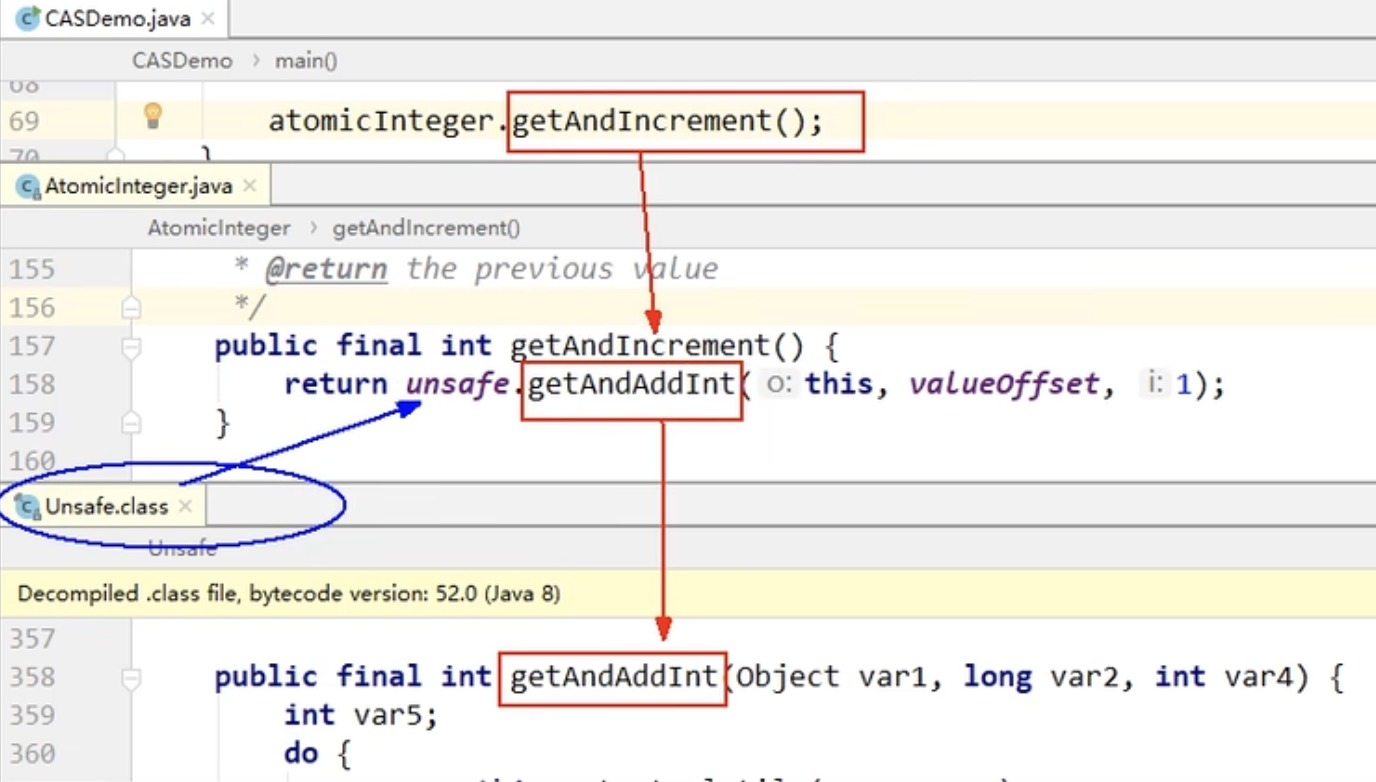 CASDemo.java ×
CASDemo › main()
68
69 atomicInteger.getAndIncrement();
70 }
AtomicInteger.java ×
AtomicInteger › getAndIncrement()
155 * @return the previous value
156 */
157 public final int getAndIncrement() {
158 return unsafe.getAndAddInt( o: this, valueOffset, i: 1);
159 }
160
Unsafe.class ×
Unsafe
Decompiled .class file, bytecode version: 52.0 (Java 8)
357
358 public final int getAndAddInt(Object var1, long var2, int var4) {
359 int var5;
360 do {